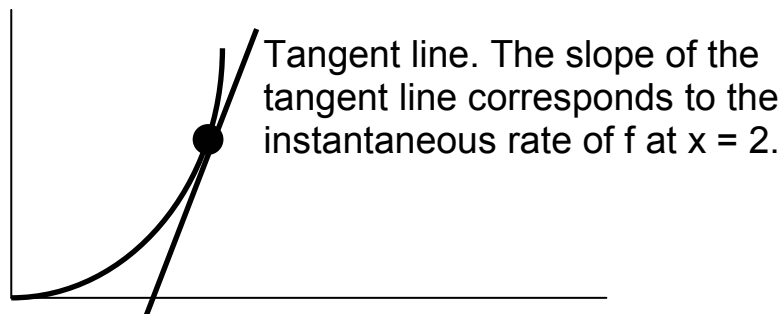 Tangent line. The slope of the
tangent line corresponds to the
instantaneous rate of f at x = 2.